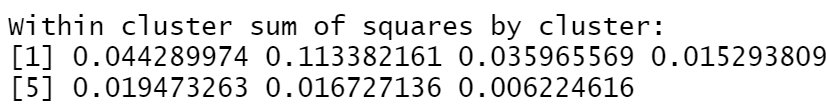 Within cluster sum of squares by cluster:
[1] 0.044289974 0.113382161 0.035965569 0.015293809
[5] 0.019473263 0.016727136 0.006224616